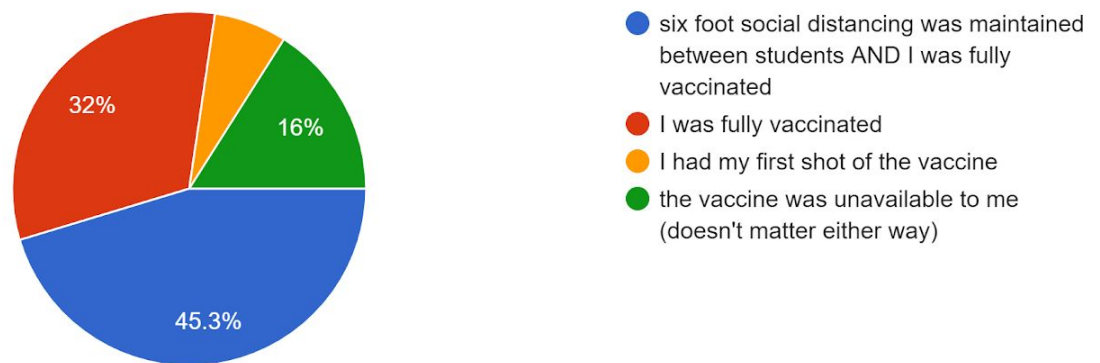 32%
16%
45.3%
six foot social distancing was maintained
between students AND I was fully
vaccinated
I was fully vaccinated
I had my first shot of the vaccine
the vaccine was unavailable to me
(doesn't matter either way)